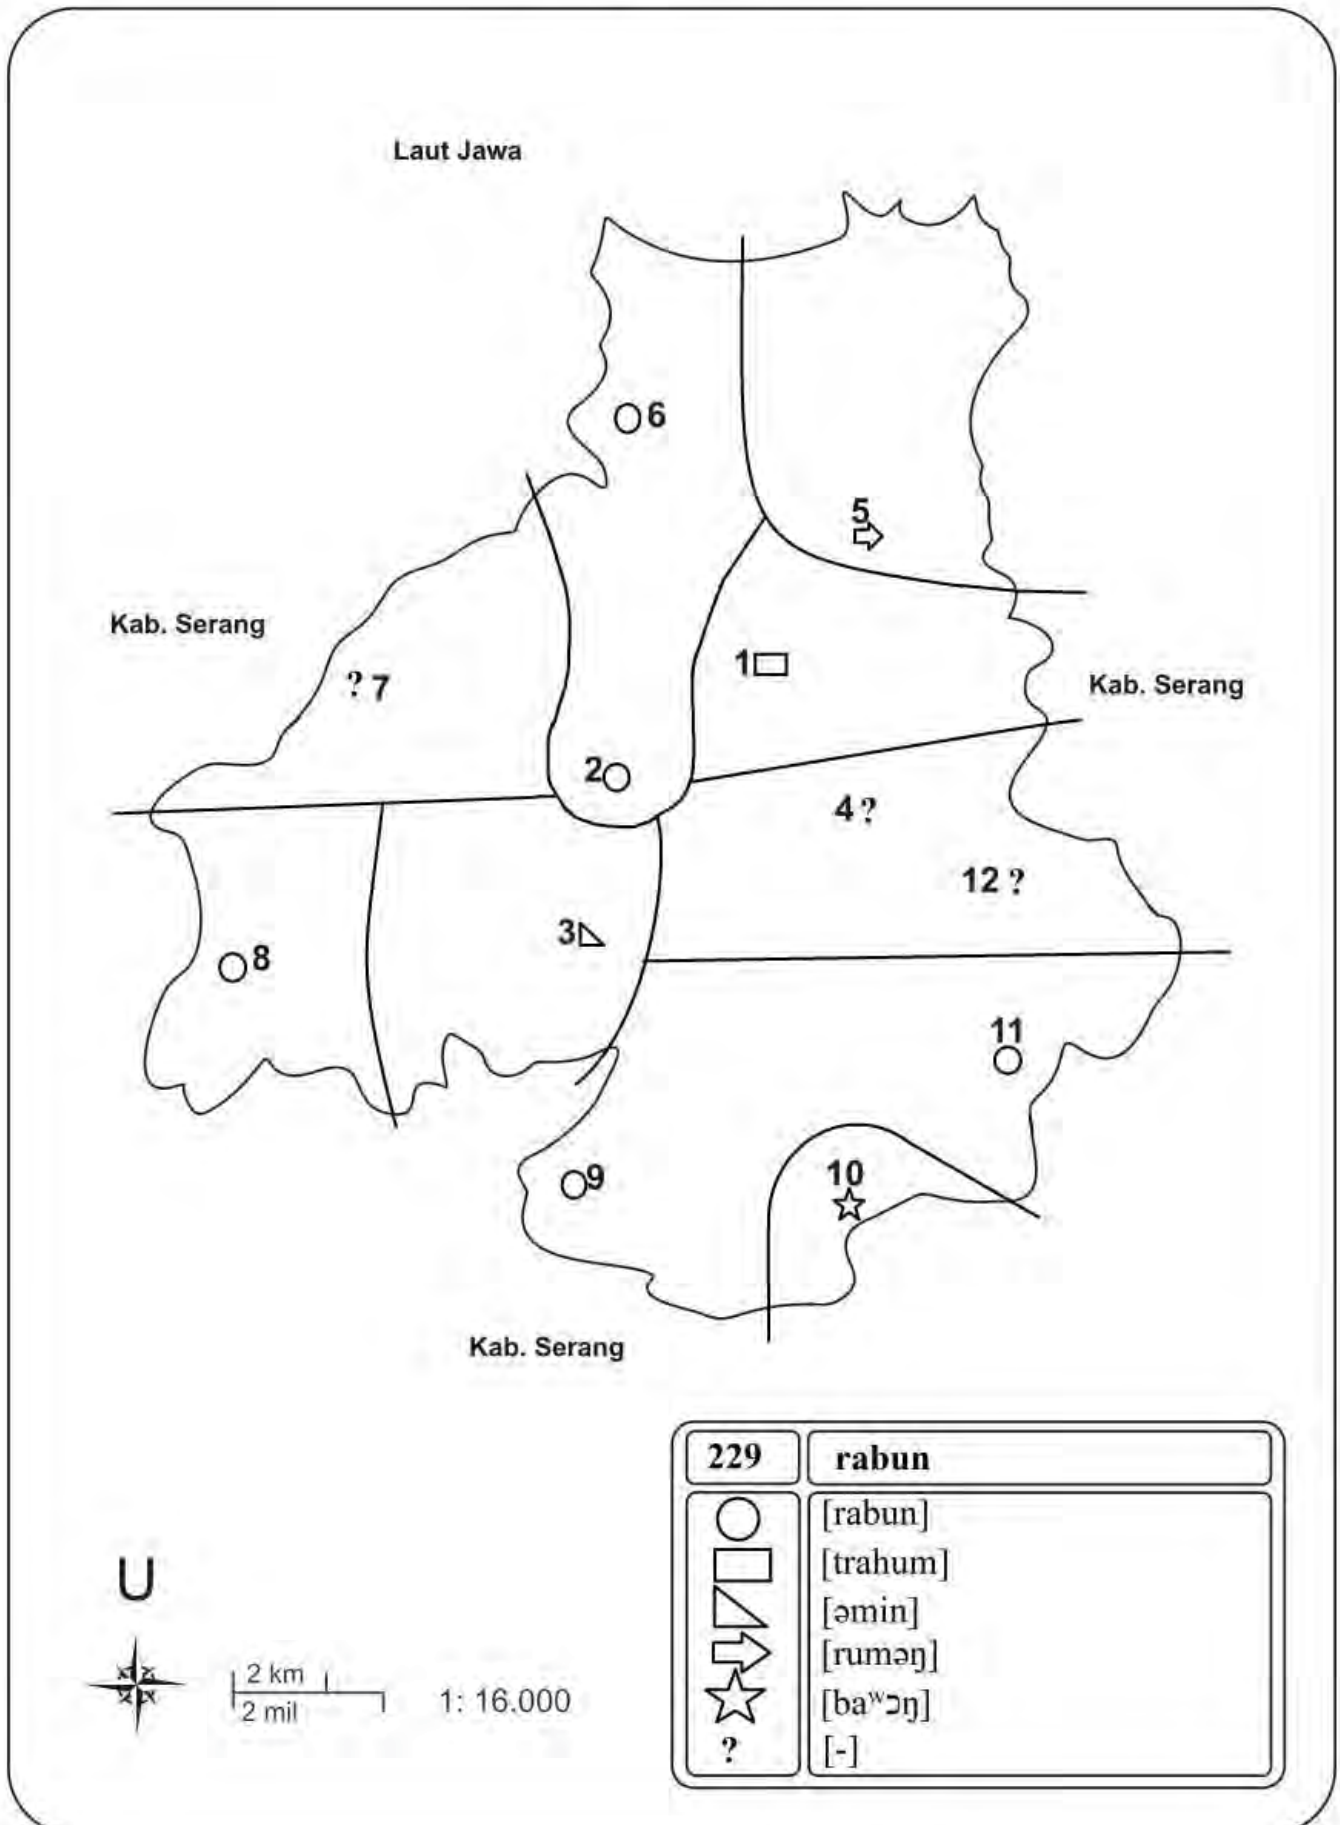 Laut Jawa
6
5
Kab. Serang
1
? 7
Kab. Serang
2
4 ?
12 ?
3
8
11
10
9
Kab. Serang
229 rabun
[rabun]
[trahum]
[əmin]
[ruməŋ]
[baʷɔŋ]
? [-]
U
2 km
2 mil
1: 16.000